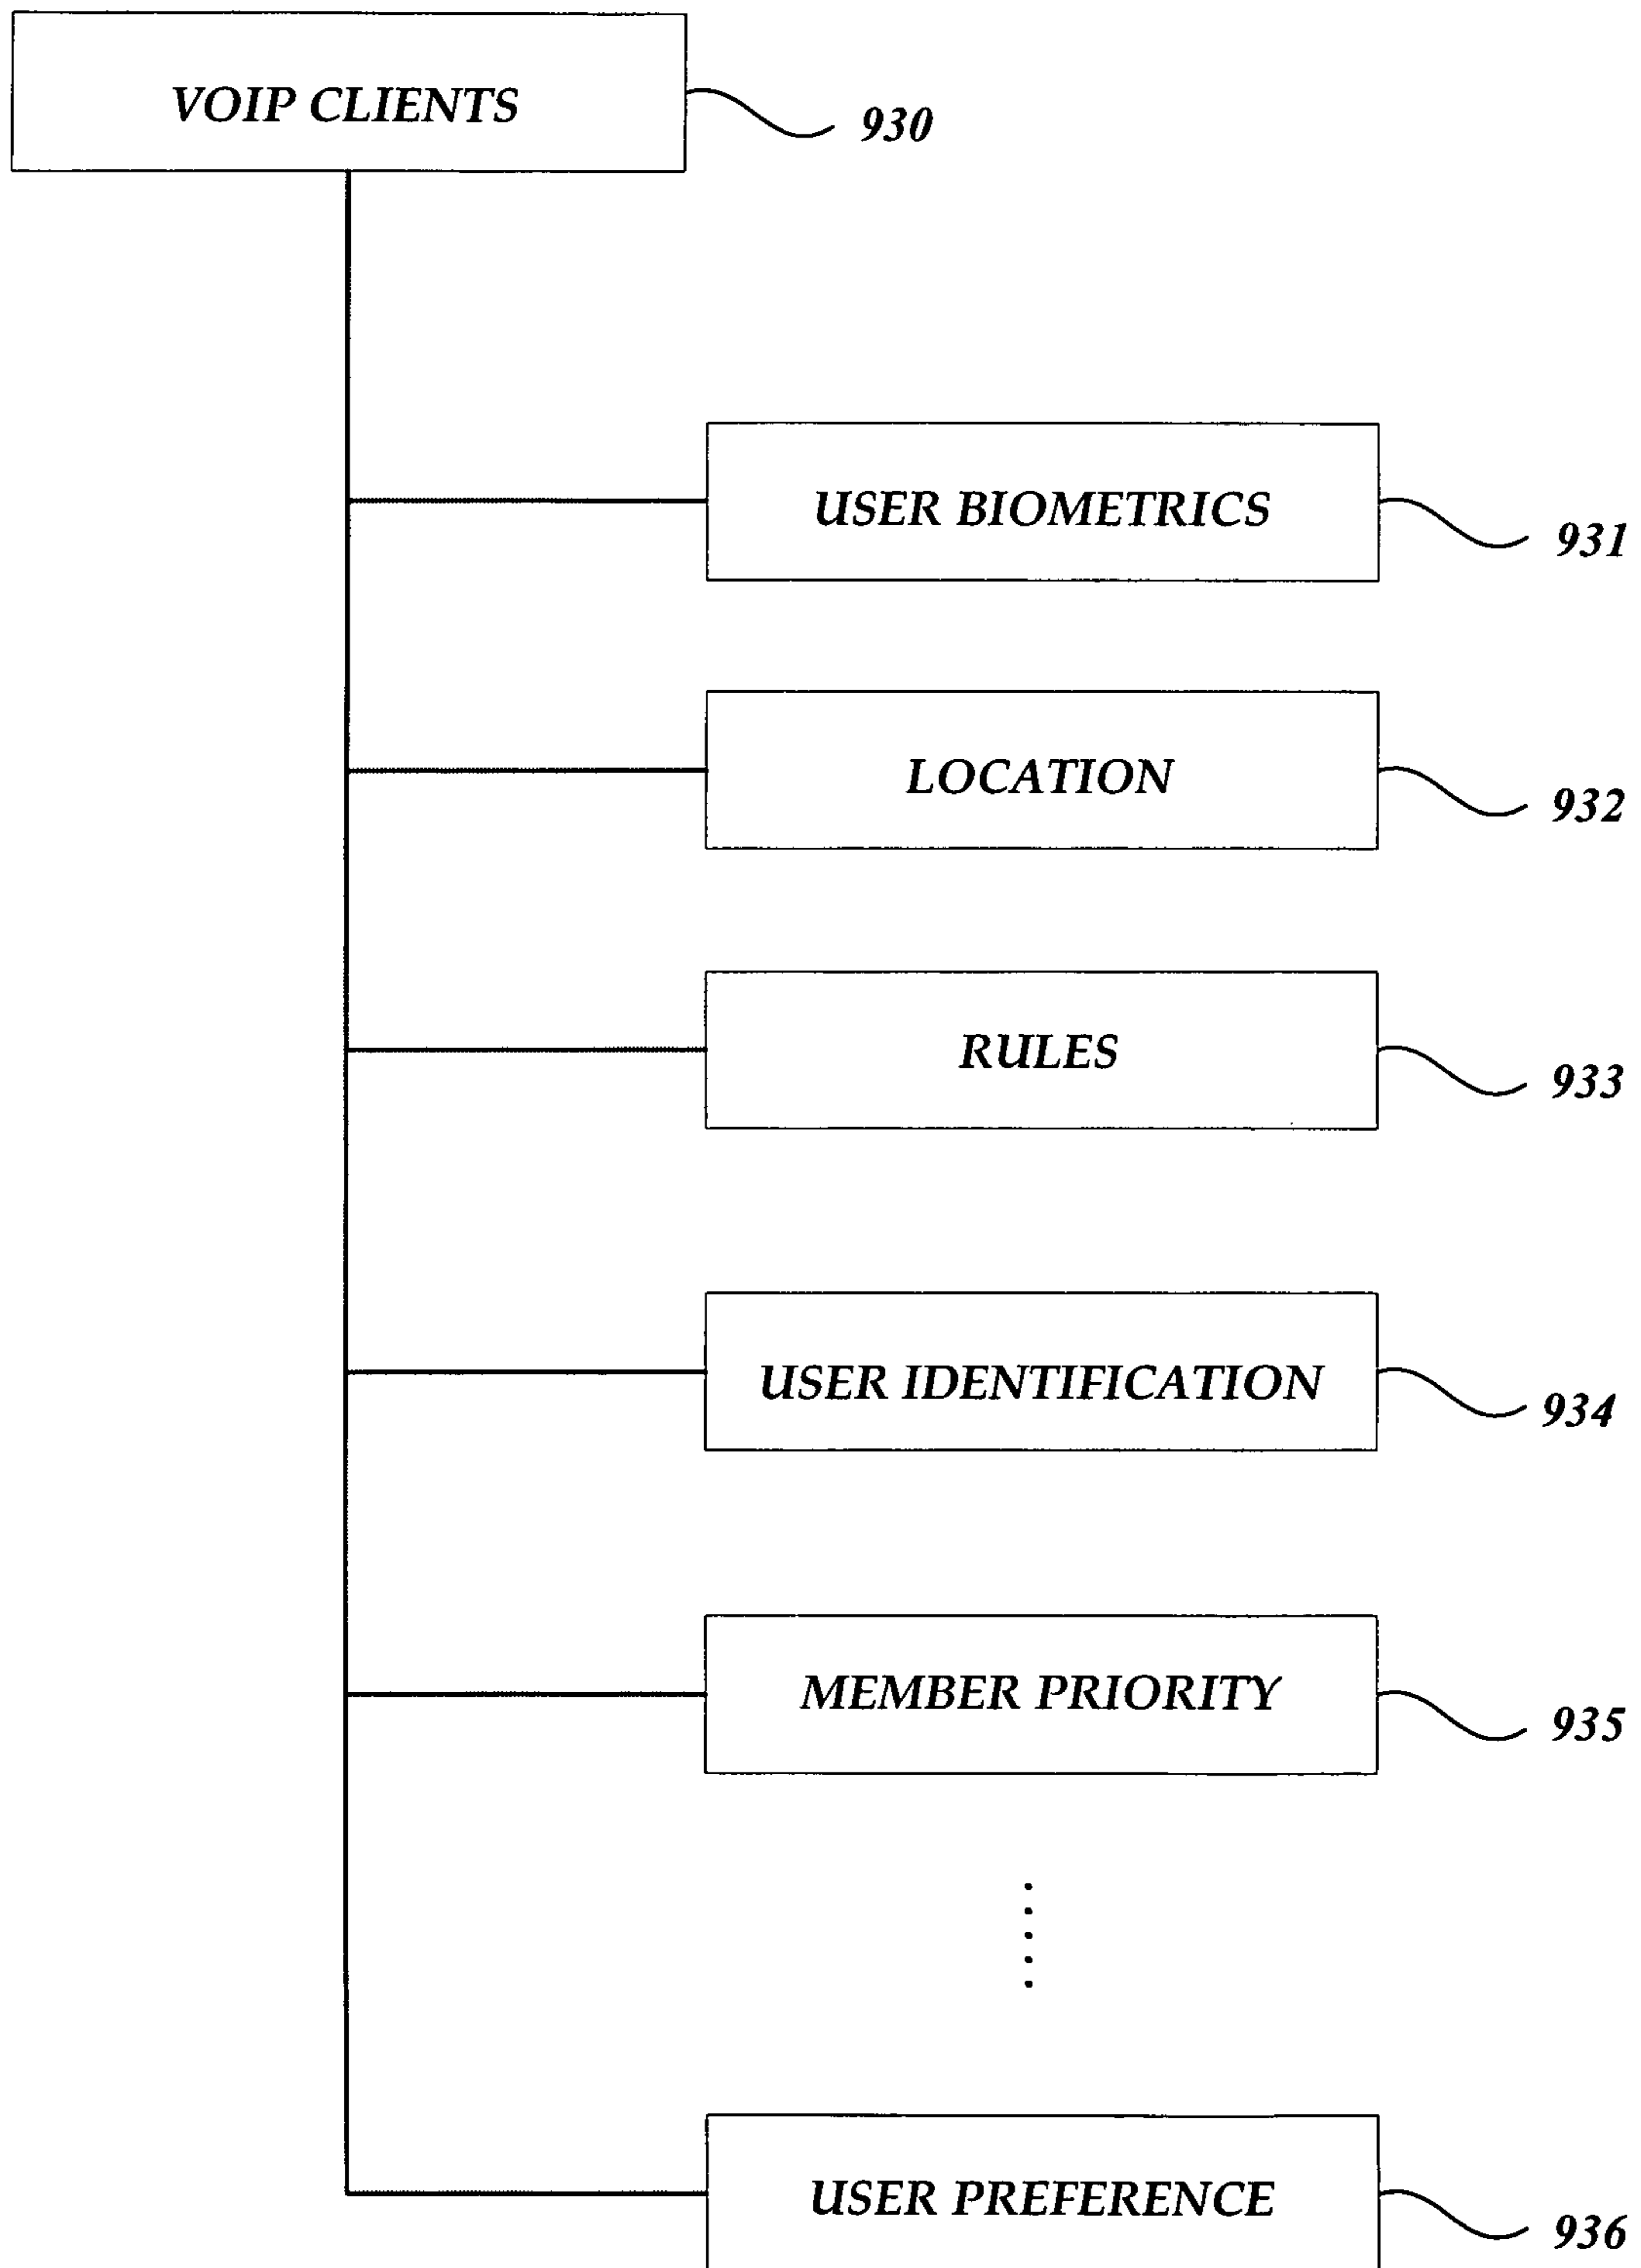 VOIP CLIENTS
930
USER BIOMETRICS
931
LOCATION
932
RULES
933
USER IDENTIFICATION
934
MEMBER PRIORITY
935
USER PREFERENCE
936